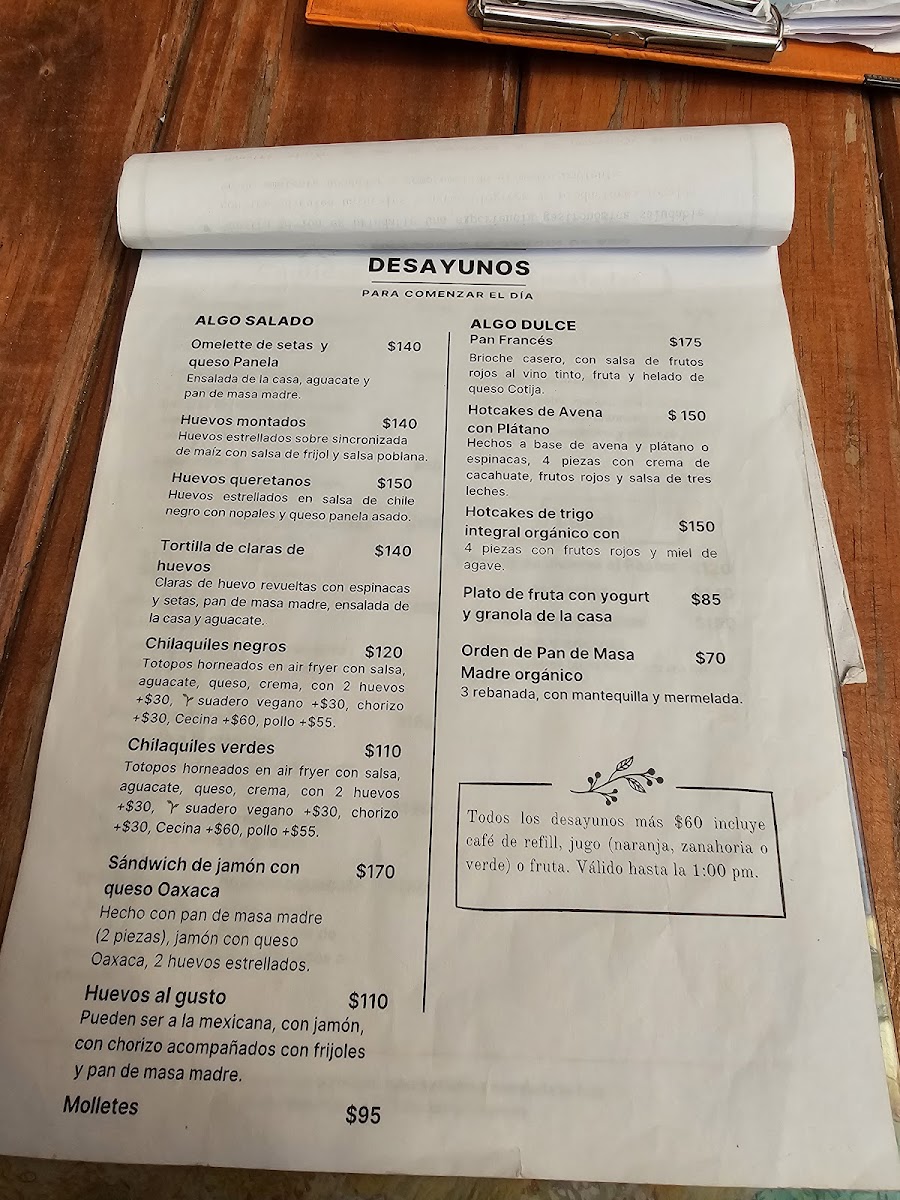 DESAYUNOS
PARA COMENZAR EL DÍA
ALGO SALADO
Omelette de setas y $140
queso Panela
Ensalada de la casa, aguacate y
pan de masa madre.
Huevos montados $140
Huevos estrellados sobre sincronizada
de maíz con salsa de frijol y salsa poblana.
Huevos queretanos $150
Huevos estrellados en salsa de chile
negro con nopales y queso panela asado.
Tortilla de claras de $140
huevos
Claras de huevo revueltas con espinacas
y setas, pan de masa madre, ensalada de
la casa y aguacate.
Chilaquiles negros $120
Totopos horneados en air fryer con salsa,
aguacate, queso, crema, con 2 huevos
+$30, suadero vegano +$30, chorizo
+$30, Cecina +$60, pollo +$55.
Chilaquiles verdes $110
Totopos horneados en air fryer con salsa,
aguacate, queso, crema, con 2 huevos
+$30, suadero vegano +$30, chorizo
+$30, Cecina +$60, pollo +$55.
Sándwich de jamón con $170
queso Oaxaca
Hecho con pan de masa madre
(2 piezas), jamón con queso
Oaxaca, 2 huevos estrellados.
Huevos al gusto $110
Pueden ser a la mexicana, con jamón,
con chorizo acompañados con frijoles
y pan de masa madre.
Molletes $95
ALGO DULCE
Pan Francés $175
Brioche casero, con salsa de frutos
rojos al vino tinto, fruta y helado de
queso Cotija.
Hotcakes de Avena $ 150
con Plátano
Hechos a base de avena y plátano o
espinacas, 4 piezas con crema de
cacahuate, frutos rojos y salsa de tres
leches.
Hotcakes de trigo
integral orgánico con $150
4 piezas con frutos rojos y miel de
agave.
Plato de fruta con yogurt $85
y granola de la casa
Orden de Pan de Masa $70
Madre orgánico
3 rebanada, con mantequilla y mermelada.
Todos los desayunos más $60 incluye
café de refill, jugo (naranja, zanahoria o
verde) o fruta. Válido hasta la 1:00 pm.